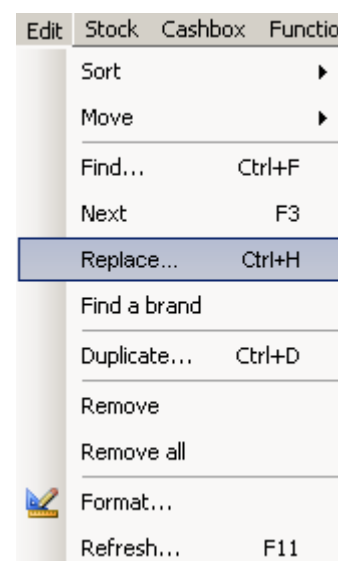 Edit Stock Cashbox Functio
Sort
Move
Find... Ctrl+F
Next F3
Replace... Ctrl+H
Find a brand
Duplicate... Ctrl+D
Remove
Remove all
Format...
Refresh... F11